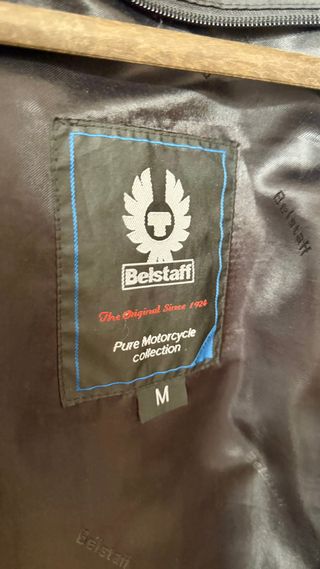 Belstaff
Belstaff
The Original Since 1924
Pure Motorcycle
collection
M
Belstaff